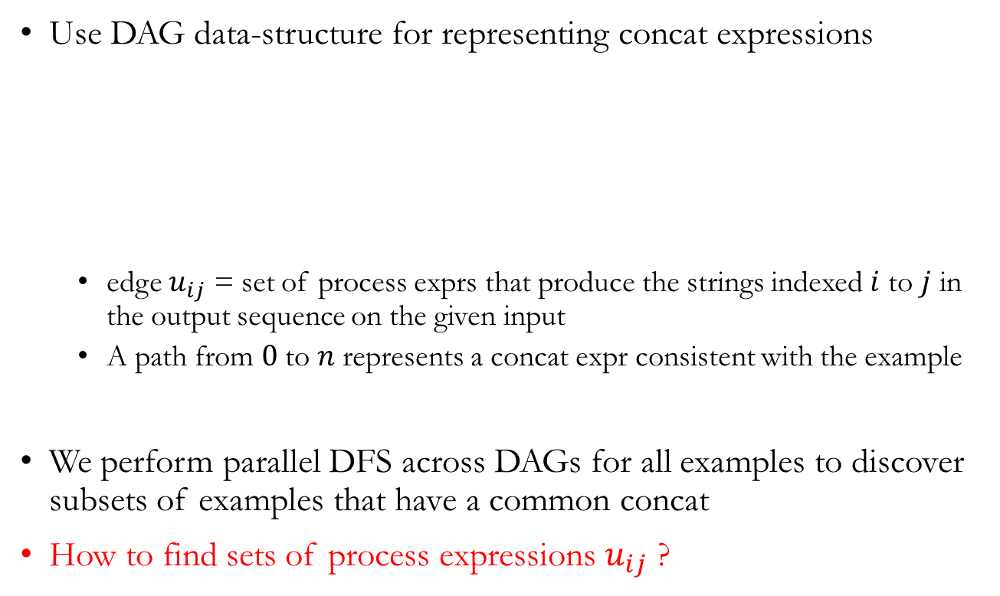 • Use DAG data-structure for representing concat expressions
• edge u_{ij} = set of process exprs that produce the strings indexed i to j in
the output sequence on the given input
• A path from 0 to n represents a concat expr consistent with the example
• We perform parallel DFS across DAGs for all examples to discover
subsets of examples that have a common concat
• How to find sets of process expressions u_{ij} ?